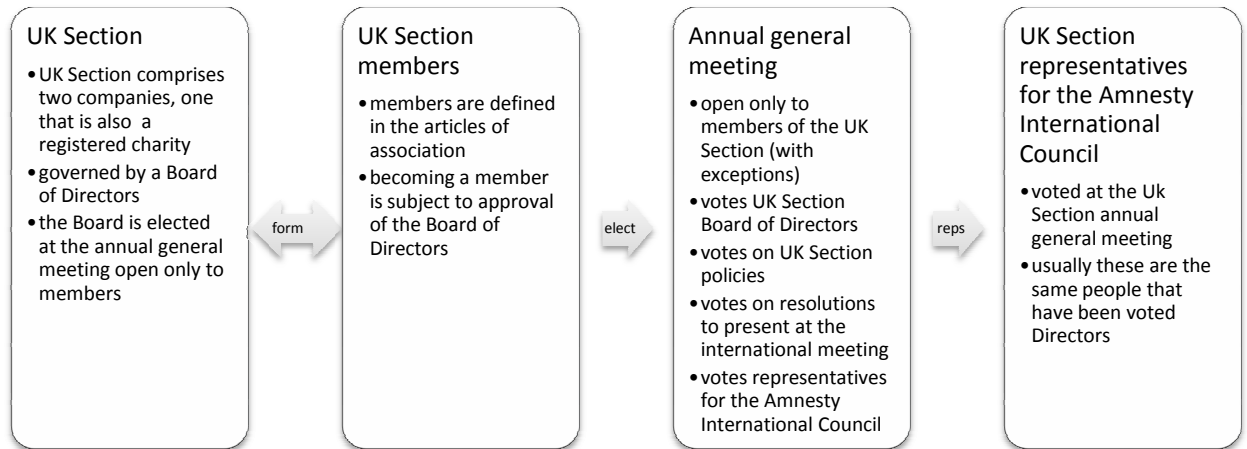 UK Section
•UK Section comprises
two companies, one
that is also a
registered charity
•governed by a Board
of Directors
•the Board is elected
at the annual general
meeting open only to
members
form
UK Section
members
•members are defined
in the articles of
association
•becoming a member
is subject to approval
of the Board of
Directors
elect
Annual general
meeting
•open only to
members of the UK
Section (with
exceptions)
•votes UK Section
Board of Directors
•votes on UK Section
policies
•votes on resolutions
to present at the
international meeting
•votes representatives
for the Amnesty
International Council
reps
UK Section
representatives
for the Amnesty
International
Council
•voted at the Uk
Section annual
general meeting
•usually these are the
same people that
have been voted
Directors